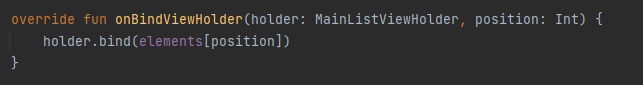 override fun onBindViewHolder(holder: MainListViewHolder, position: Int) {
    holder.bind(elements[position])
}